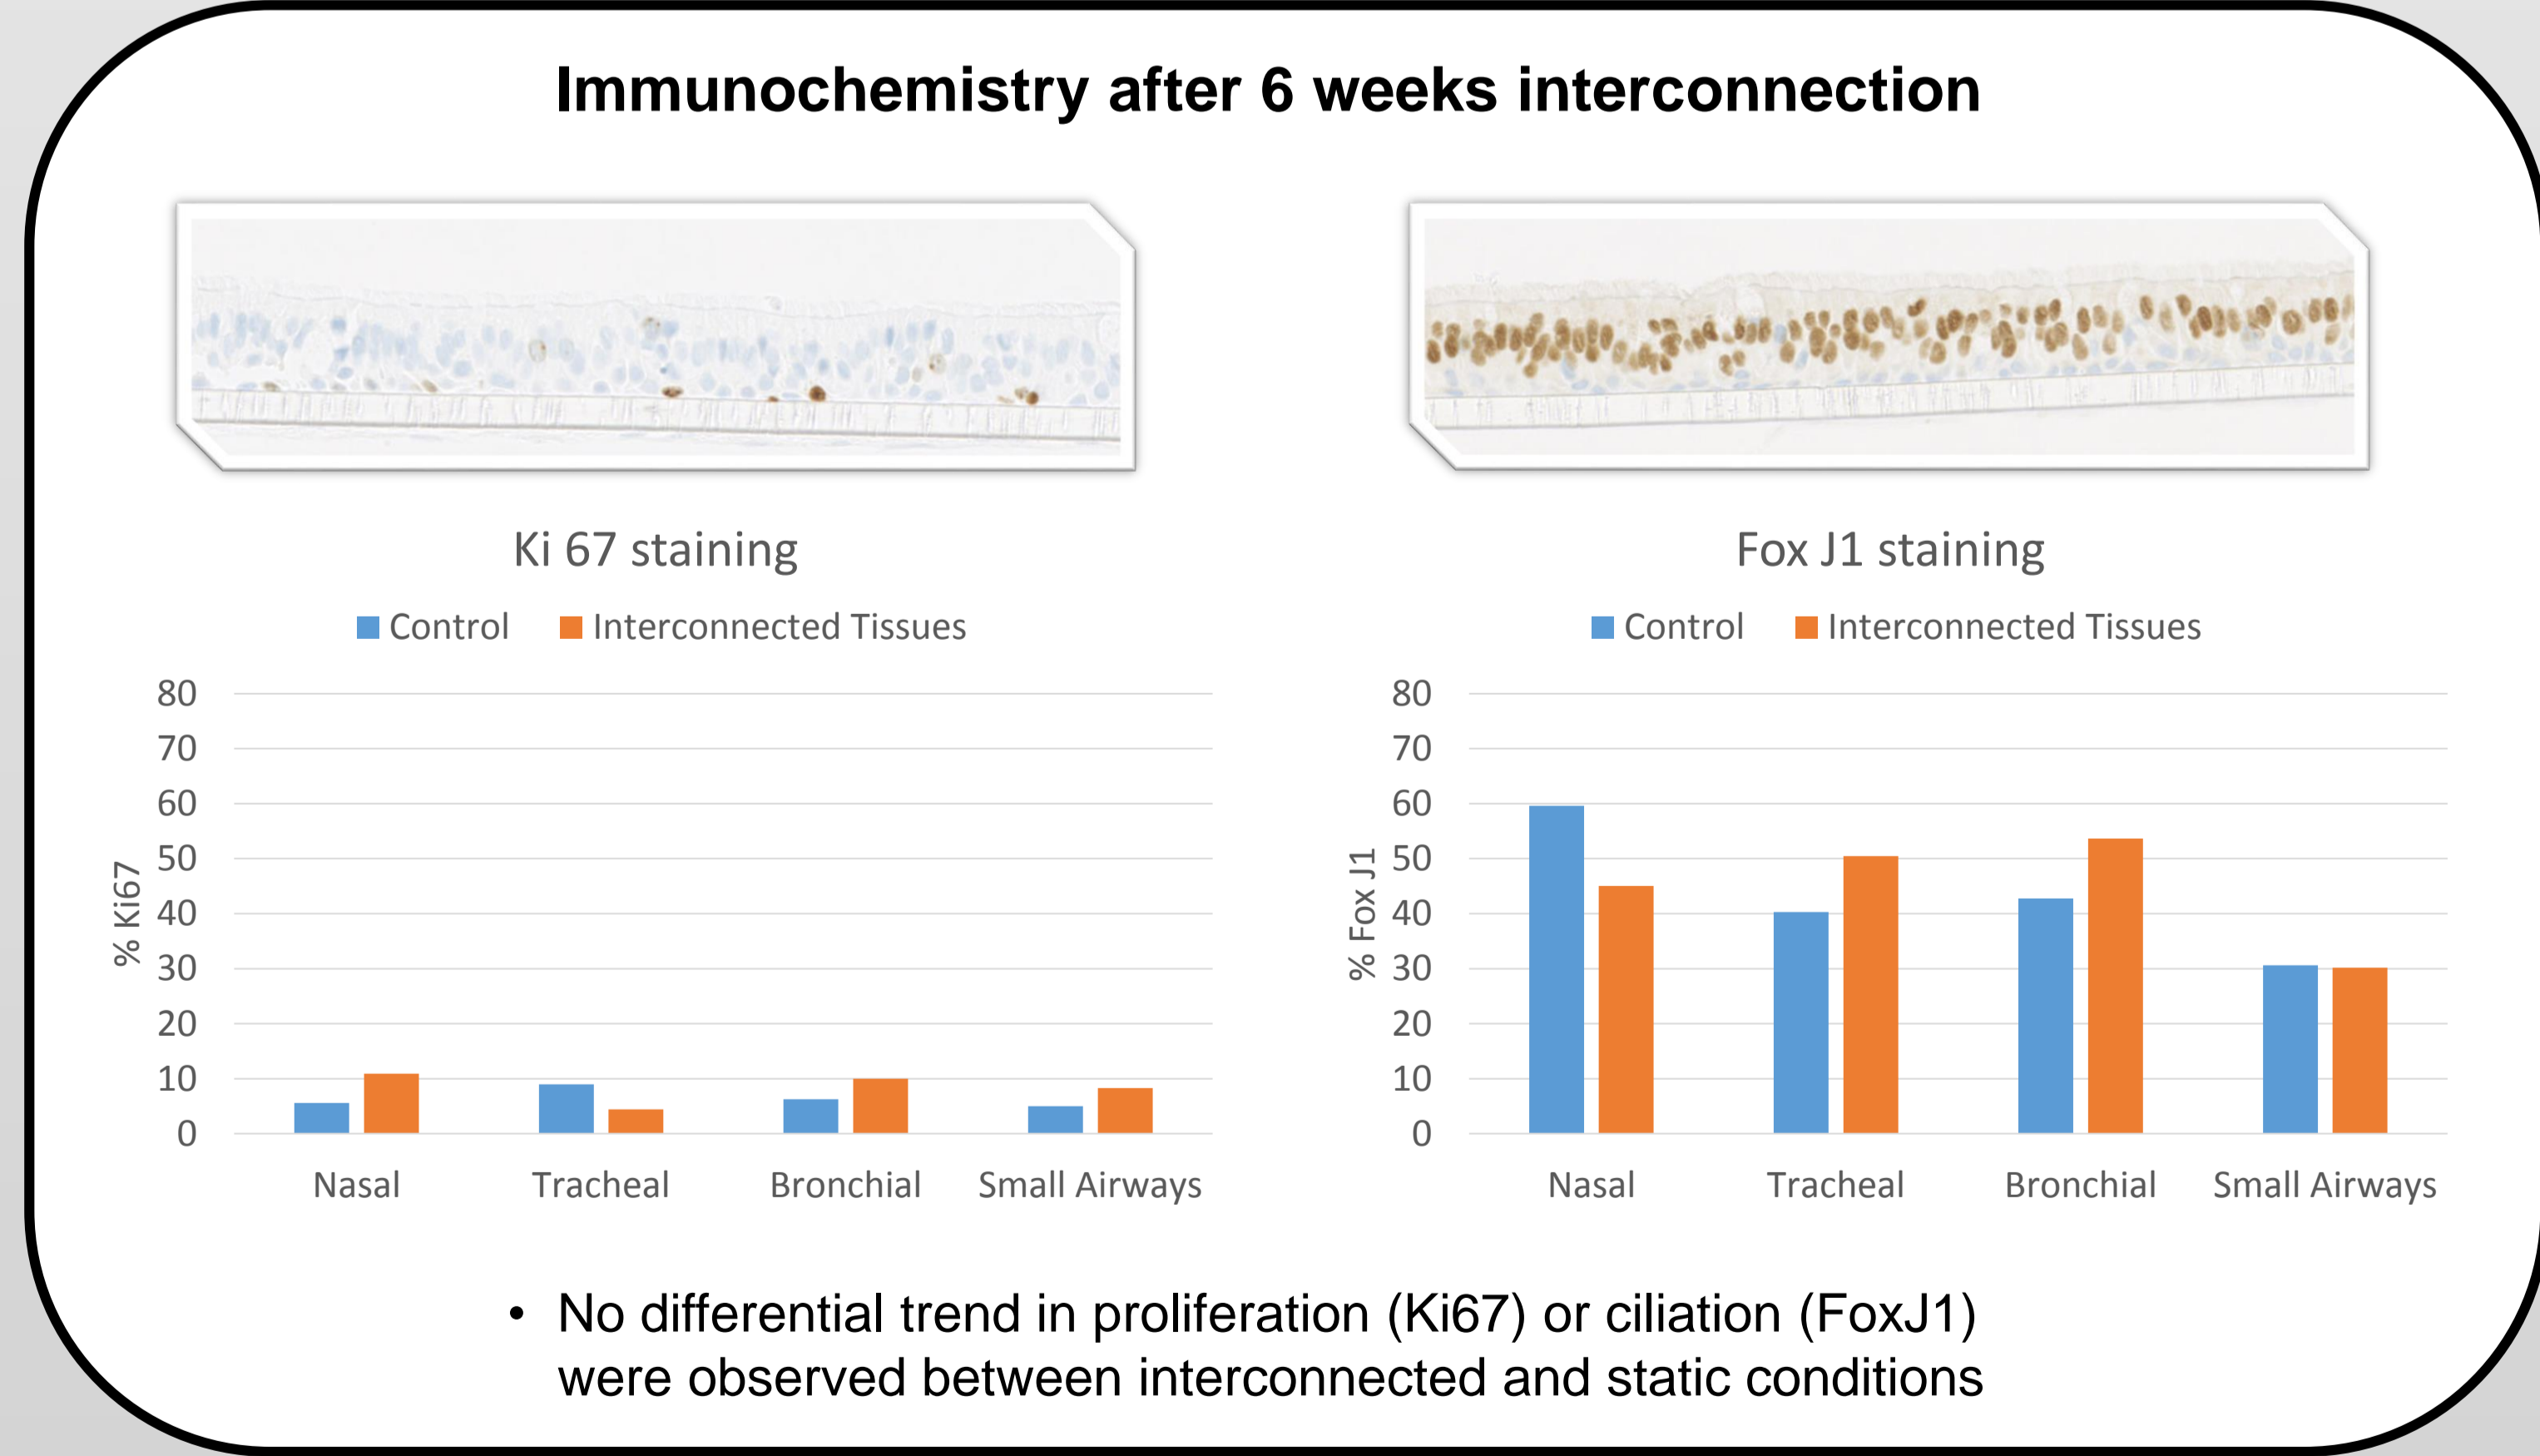 Immunochemistry after 6 weeks interconnection
Ki 67 staining
Control Interconnected Tissues
80
70
60
50
40
30
20
10
0
% Ki67
Nasal Tracheal Bronchial Small Airways
Fox J1 staining
Control Interconnected Tissues
80
70
60
50
40
30
20
10
0
% Fox J1
Nasal Tracheal Bronchial Small Airways
• No differential trend in proliferation (Ki67) or ciliation (FoxJ1)
were observed between interconnected and static conditions